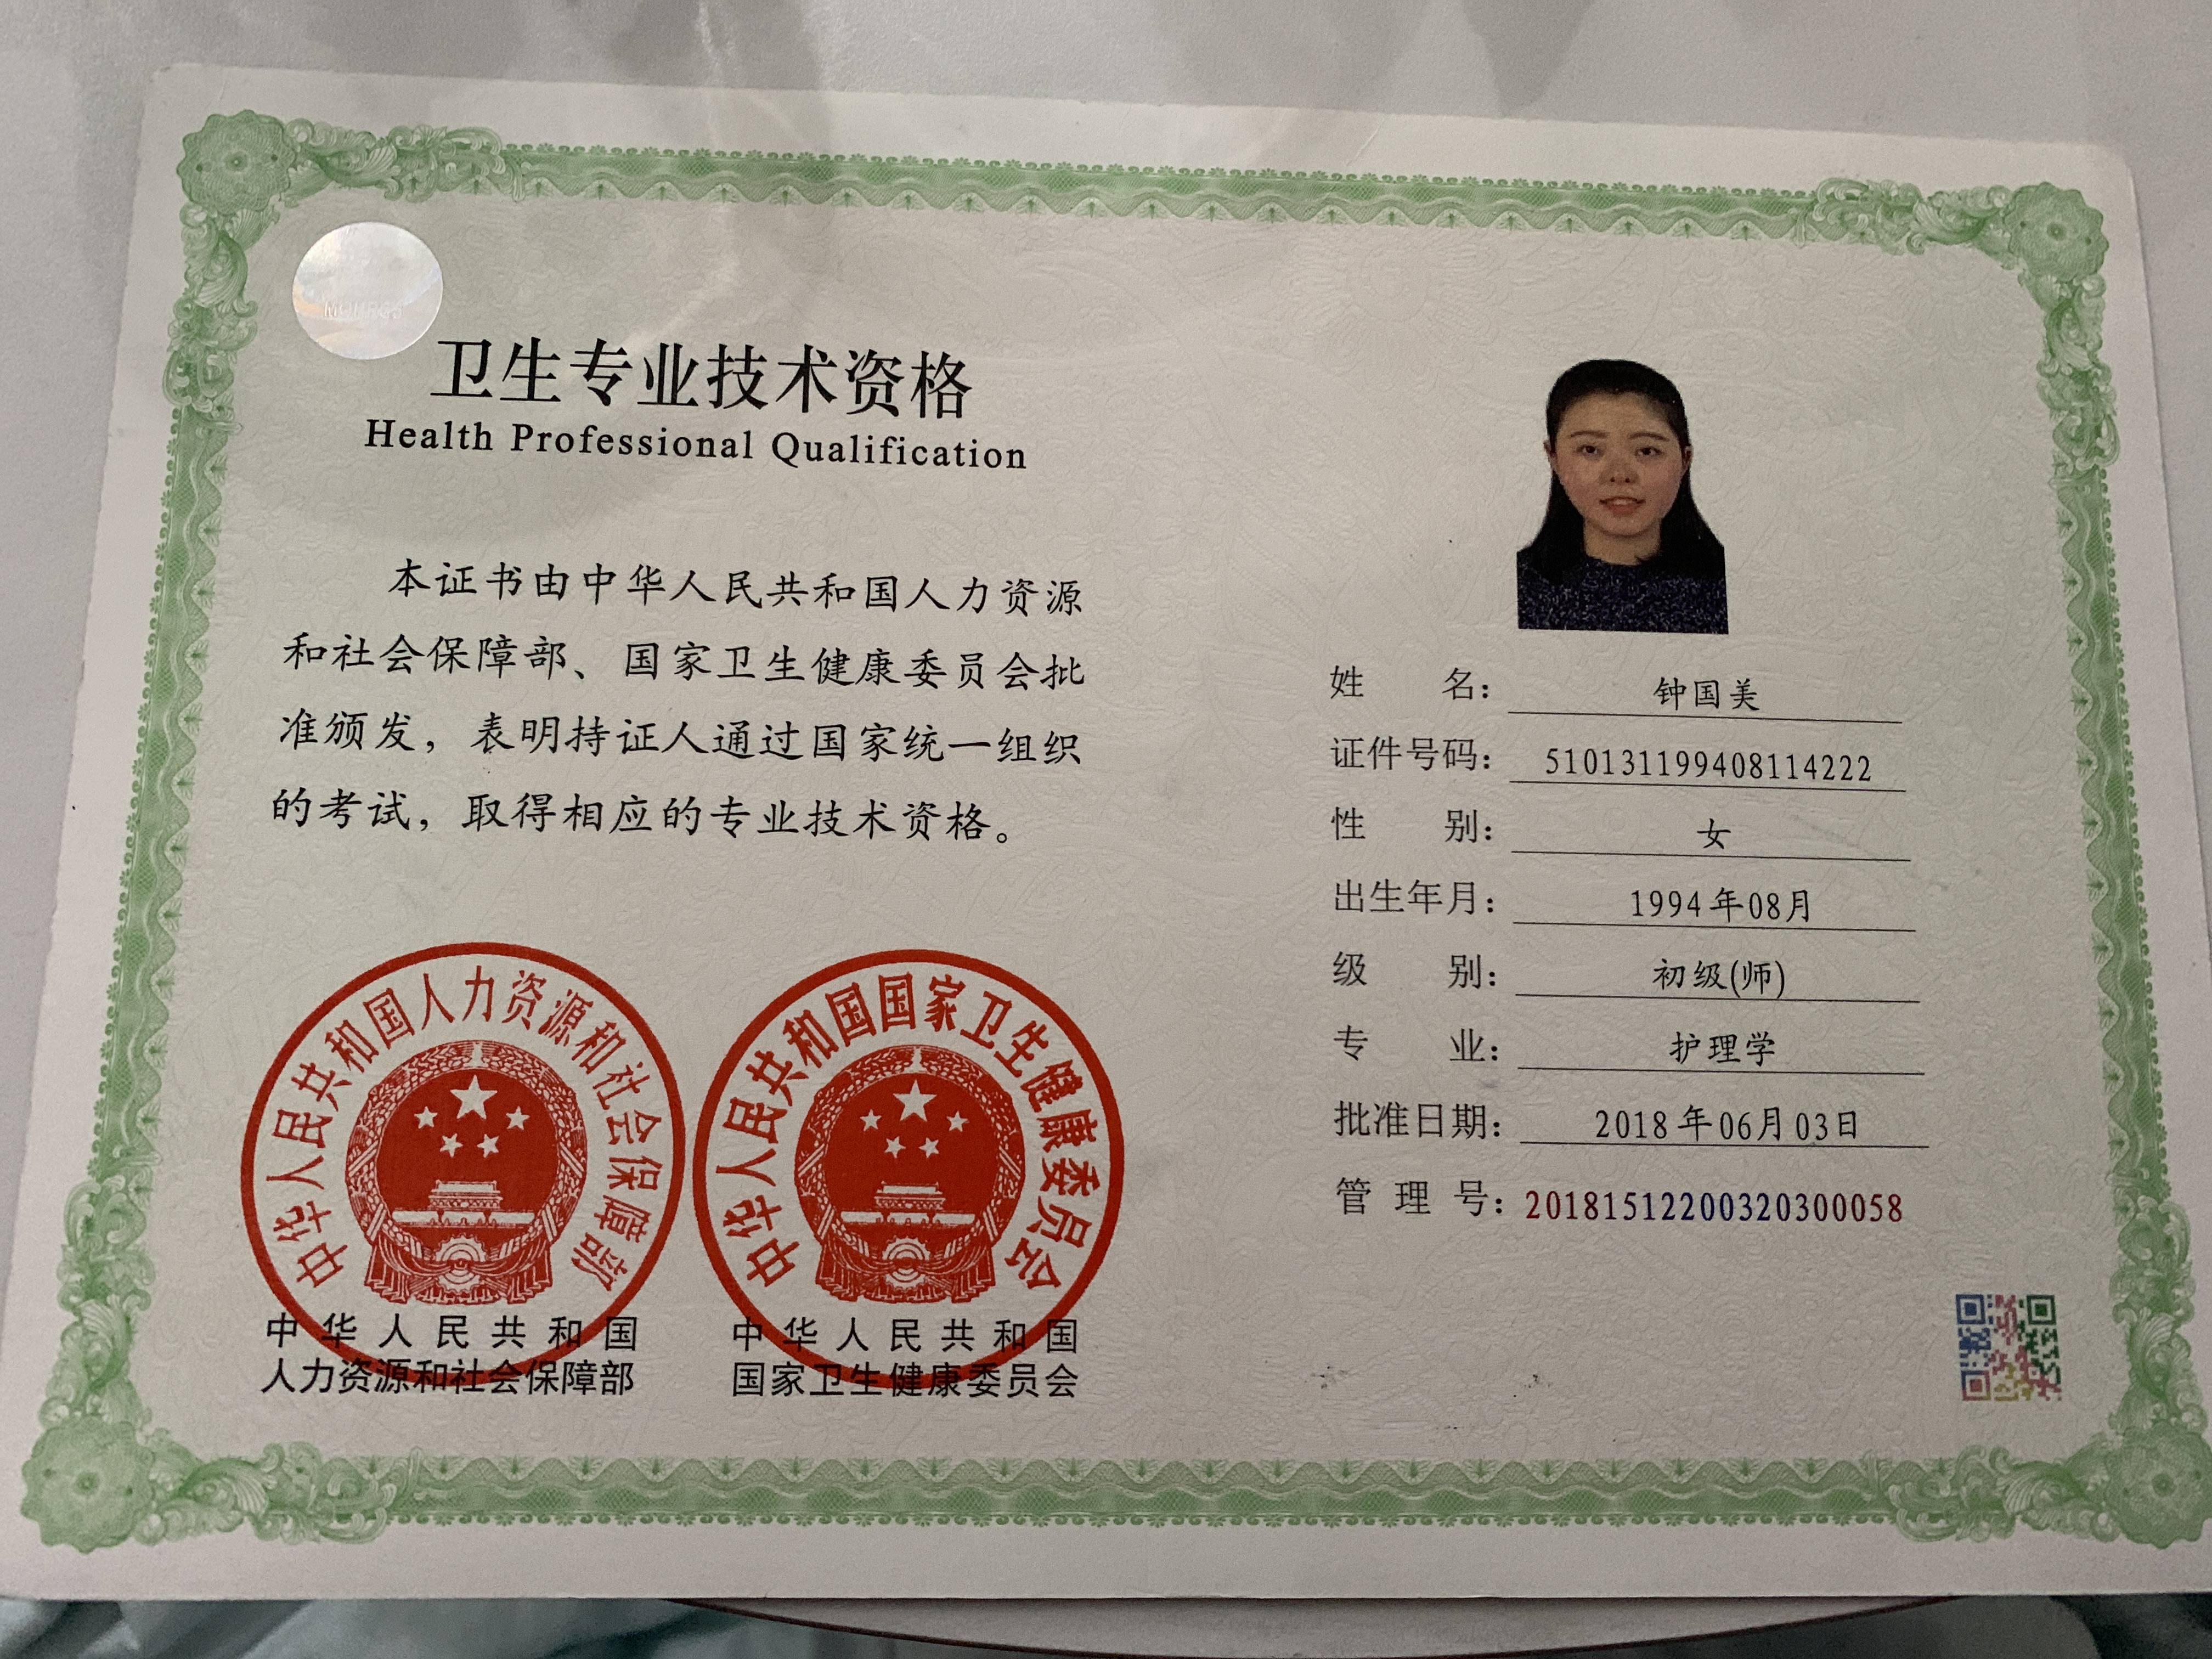 卫生专业技术资格
Health Professional Qualification
本证书由中华人民共和国人力资源
和社会保障部、国家卫生健康委员会批
准颁发，表明持证人通过国家统一组织
的考试，取得相应的专业技术资格。
中华人民共和国人力资源和社会保障部
中华人民共和国
人力资源和社会保障部
中华人民共和国国家卫生健康委员会
中华人民共和国
国家卫生健康委员会
姓名：钟国美
证件号码：510131199408114222
性别：女
出生年月：1994年08月
级别：初级(师)
专业：护理学
批准日期：2018年06月03日
管理号：20181512200320300058